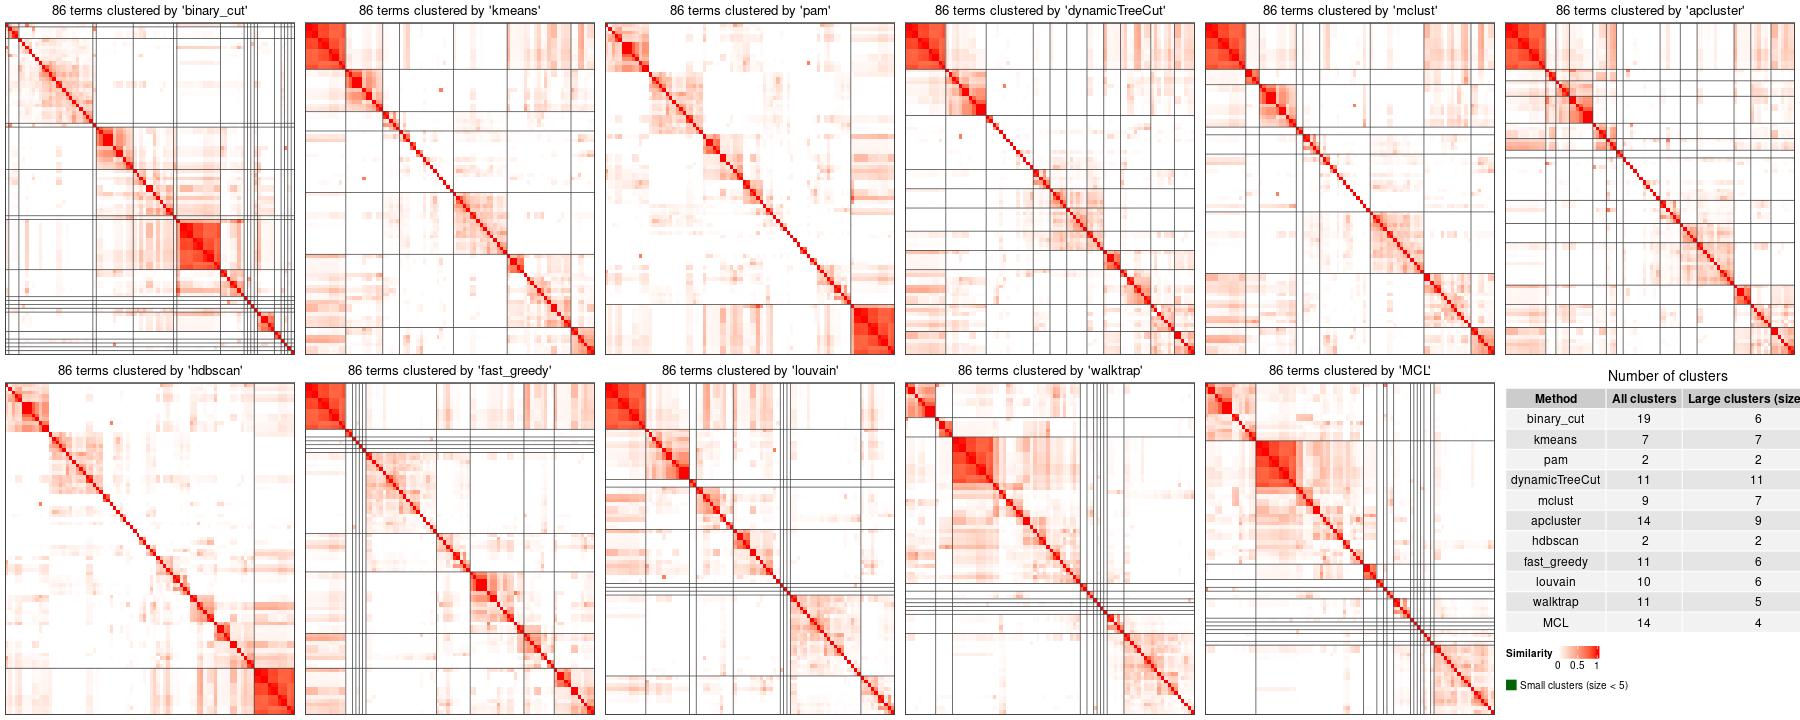 86 terms clustered by 'binary_cut'
86 terms clustered by 'kmeans'
86 terms clustered by 'pam'
86 terms clustered by 'dynamicTreeCut'
86 terms clustered by 'mclust'
86 terms clustered by 'apcluster'
86 terms clustered by 'hdbscan'
86 terms clustered by 'fast_greedy'
86 terms clustered by 'louvain'
86 terms clustered by 'walktrap'
86 terms clustered by 'MCL'
Number of clusters
Method All clusters Large clusters (size
binary_cut 19 6
kmeans 7 7
pam 2 2
dynamicTreeCut 11 11
mclust 9 7
apcluster 14 9
hdbscan 2 2
fast_greedy 11 6
louvain 10 6
walktrap 11 5
MCL 14 4
Similarity
0 0.5 1
Small clusters (size < 5)